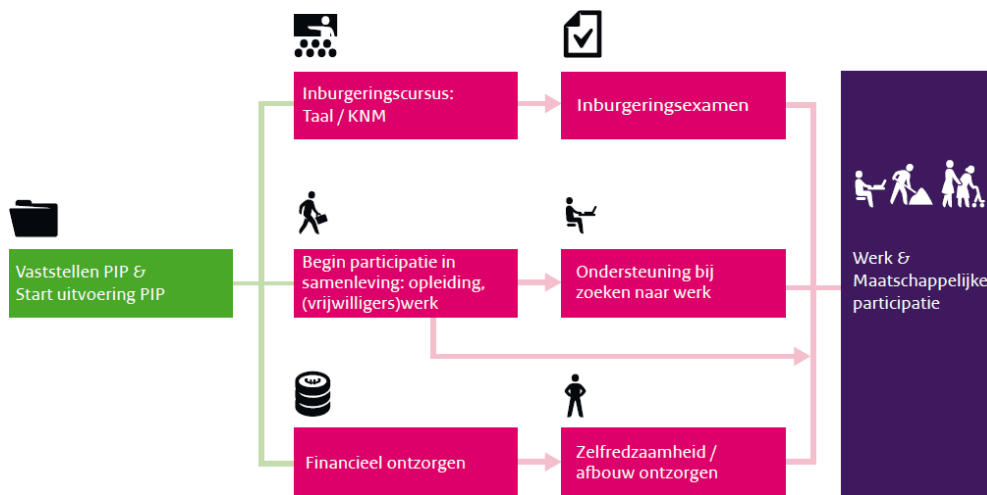 Inburgeringscursus:
Taal / KNM
Inburgeringsexamen
Vaststellen PIP &
Start uitvoering PIP
Begin participatie in
samenleving: opleiding,
(vrijwilligers)werk
Ondersteuning bij
zoeken naar werk
Werk &
Maatschappelijke
participatie
Financieel ontzorgen
Zelfredzaamheid /
afbouw ontzorgen